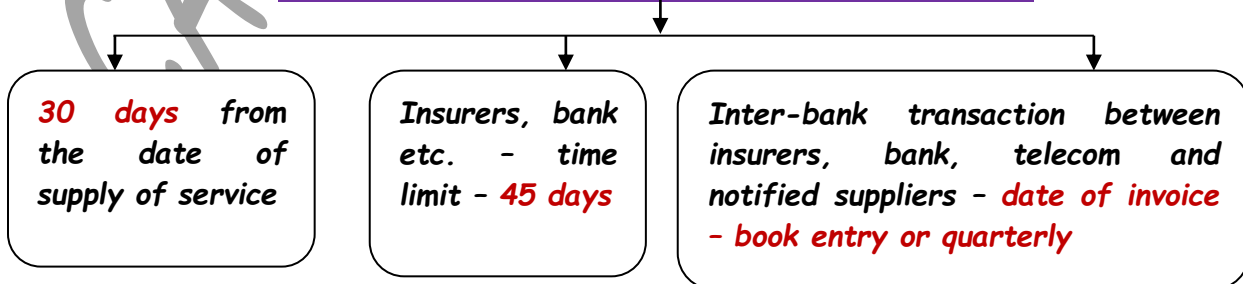 30 days from
the date of
supply of service
Insurers, bank
etc. – time
limit – 45 days
Inter-bank transaction between
insurers, bank, telecom and
notified suppliers – date of invoice
– book entry or quarterly